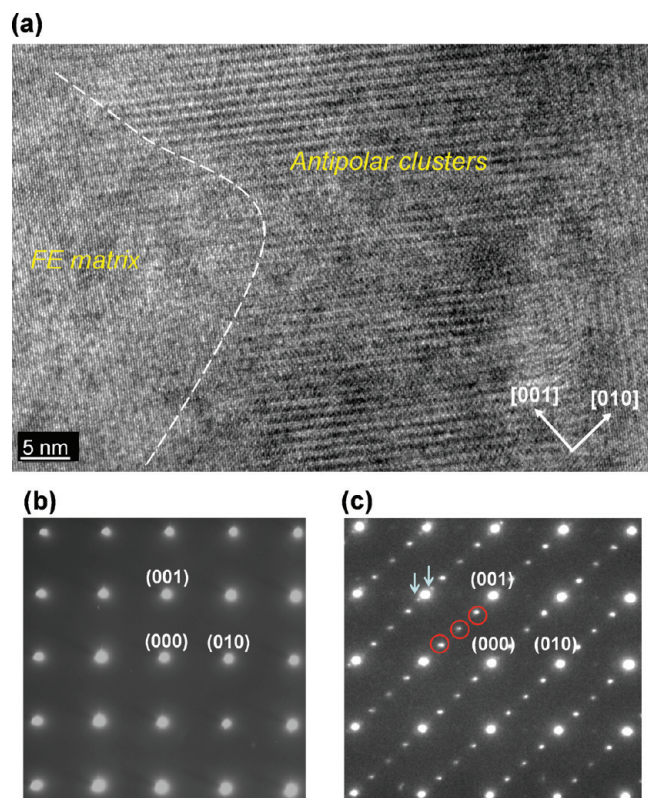 (a)
Antipolar clusters
FE matrix
[001]
[010]
5 nm
(b)
(c)
(001)
(000)
(010)
(001)
(000)
(010)